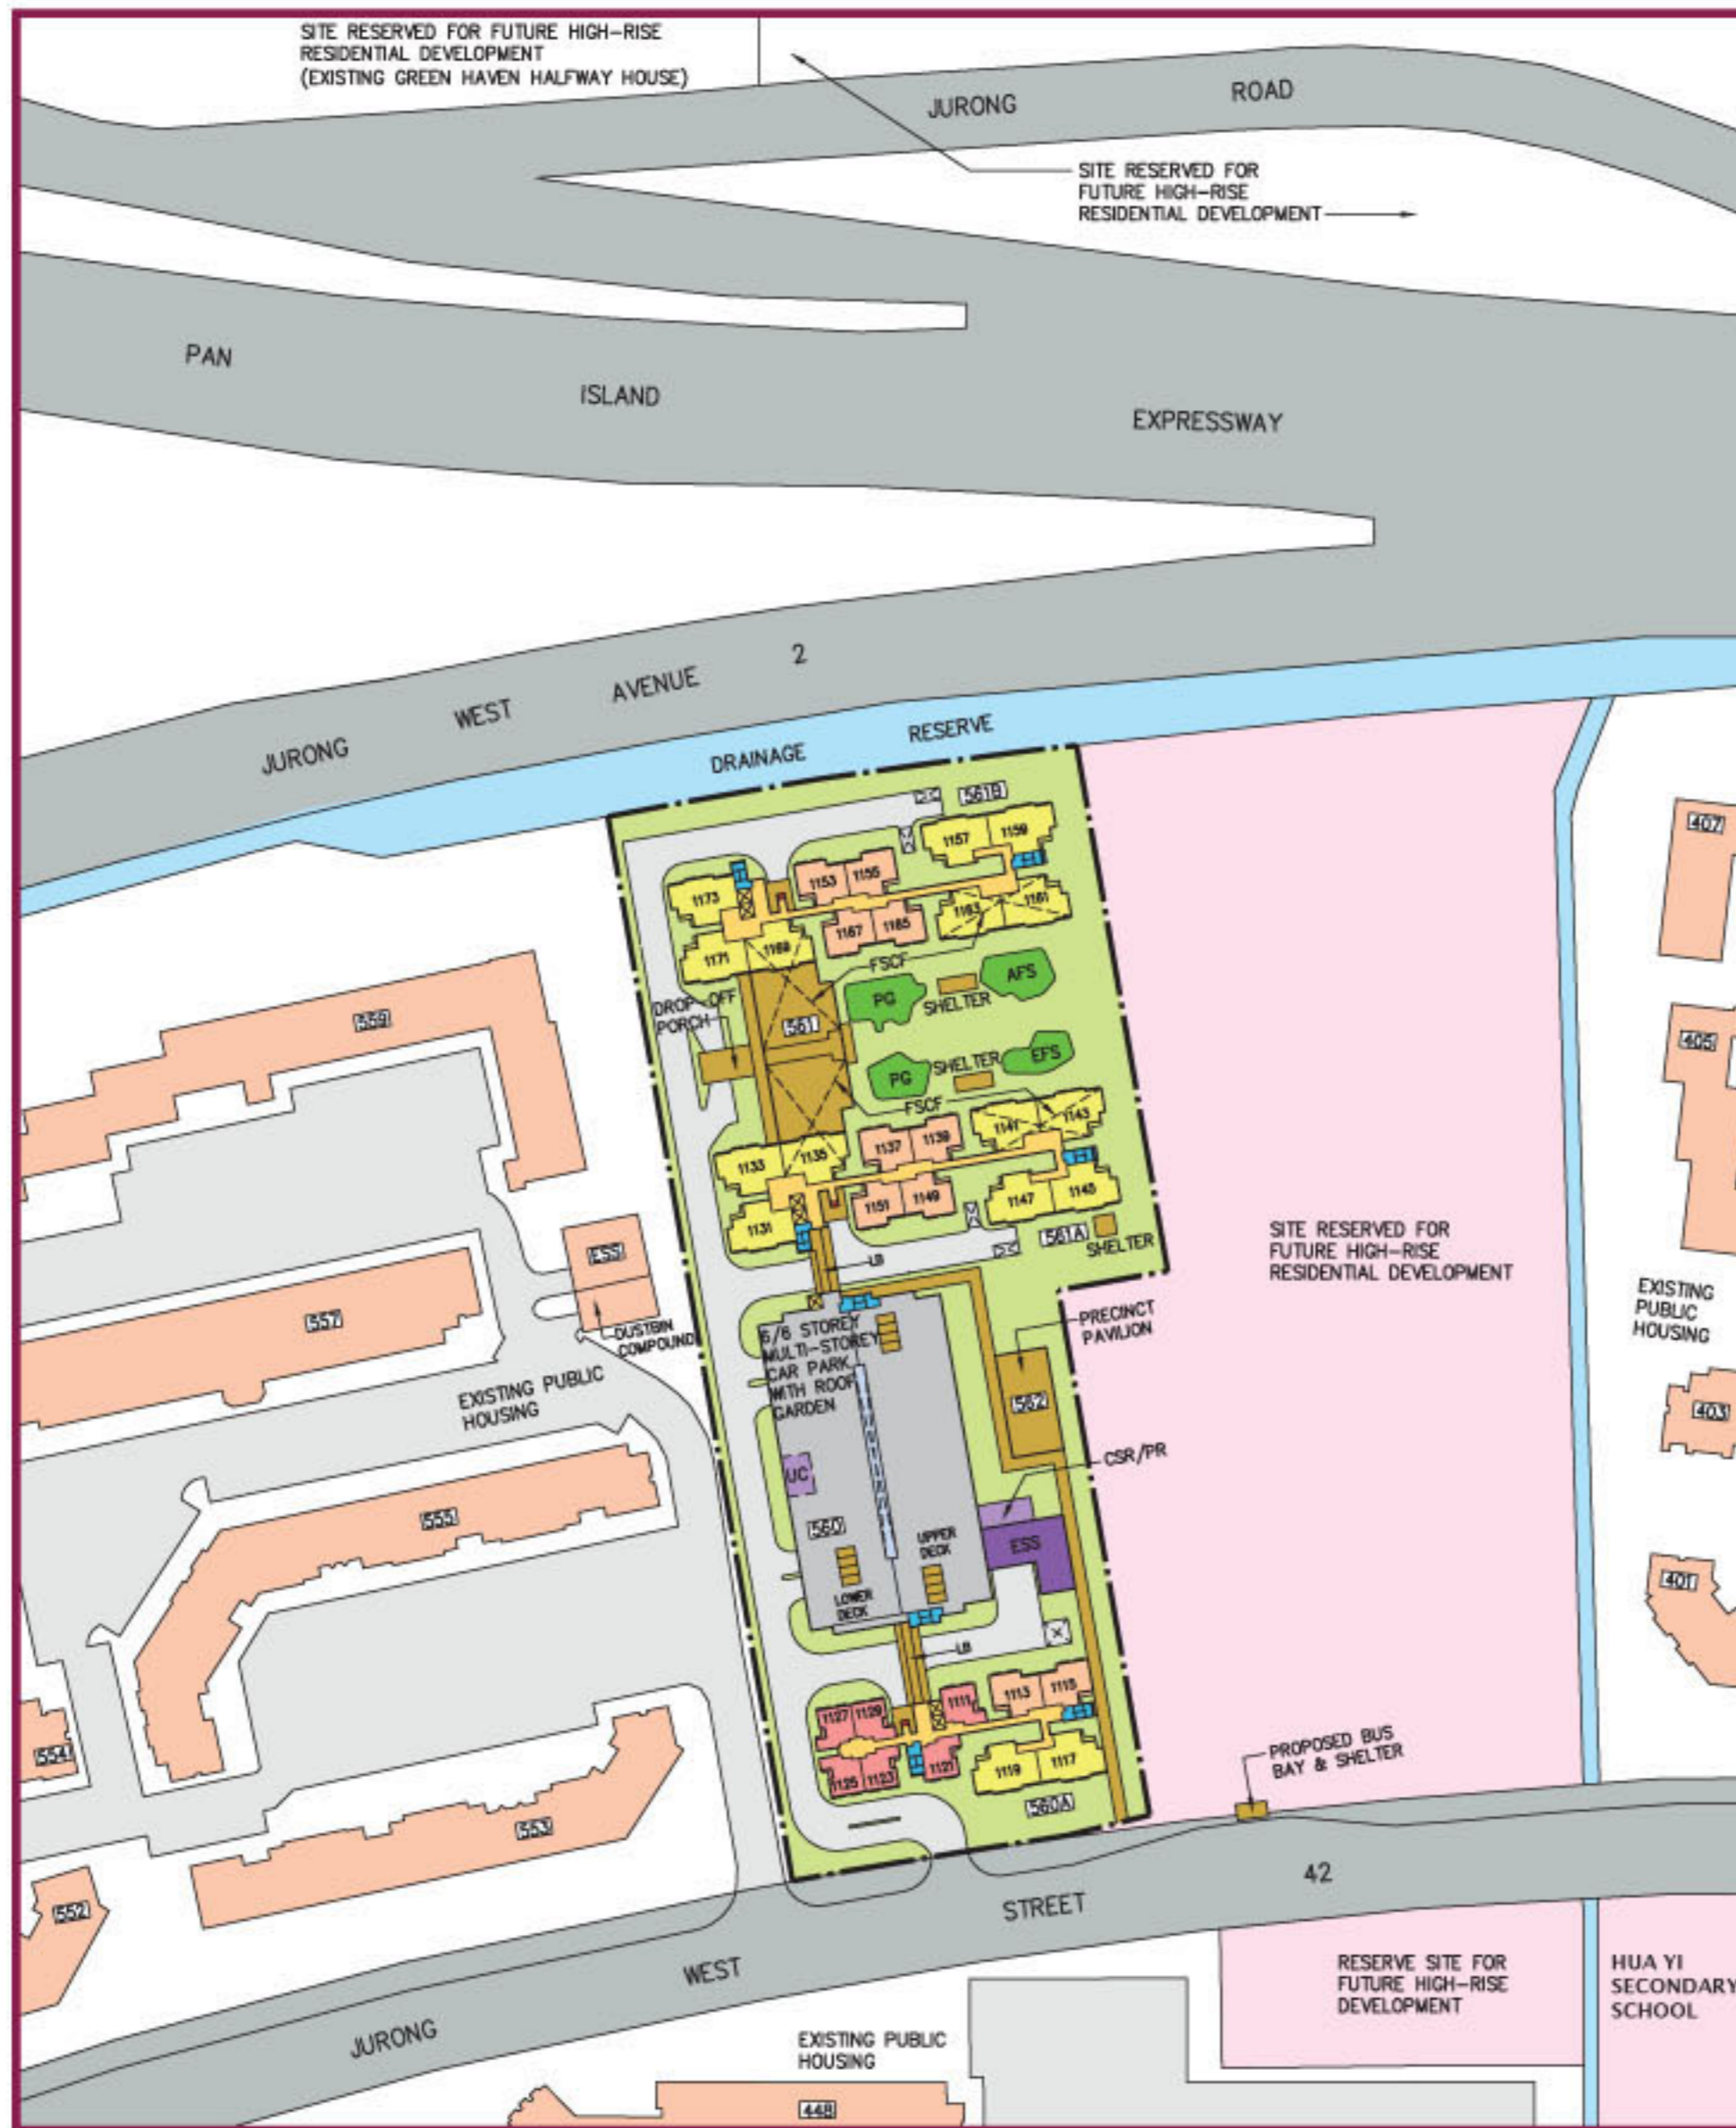 SITE RESERVED FOR FUTURE HIGH-RISE
RESIDENTIAL DEVELOPMENT
(EXISTING GREEN HAVEN HALFWAY HOUSE)
JURONG ROAD
SITE RESERVED FOR
FUTURE HIGH-RISE
RESIDENTIAL DEVELOPMENT
PAN ISLAND EXPRESSWAY
JURONG WEST AVENUE 2
DRAINAGE RESERVE
561B
1157 1159
1153 1155
1173
1163 1161
1167 1165
1171 1169
FSCF
AFS
PG
SHELTER
DROP-OFF
PORCH
561
SHELTER
EFS
PG
FSCF
1141 1143
1137 1139
1133 1135
1147 1145
1151 1149
1131
561A
SHELTER
LB
407
405
403
401
EXISTING
PUBLIC
HOUSING
559
ESS
557
DUSTBIN
COMPOUND
EXISTING PUBLIC
HOUSING
555
554
553
552
SITE RESERVED FOR
FUTURE HIGH-RISE
RESIDENTIAL DEVELOPMENT
6/6 STOREY
MULTI-STOREY
CAR PARK
WITH ROOF
GARDEN
PRECINCT
PAVILION
562
CSR/PR
UC
560
UPPER
DECK
ESS
LOWER
DECK
LB
1113 1115
1111
1127 1129
1125 1123
1121
1119 1117
560A
PROPOSED BUS
BAY & SHELTER
JURONG WEST STREET 42
RESERVE SITE FOR
FUTURE HIGH-RISE
DEVELOPMENT
HUA YI
SECONDARY
SCHOOL
EXISTING PUBLIC
HOUSING
448